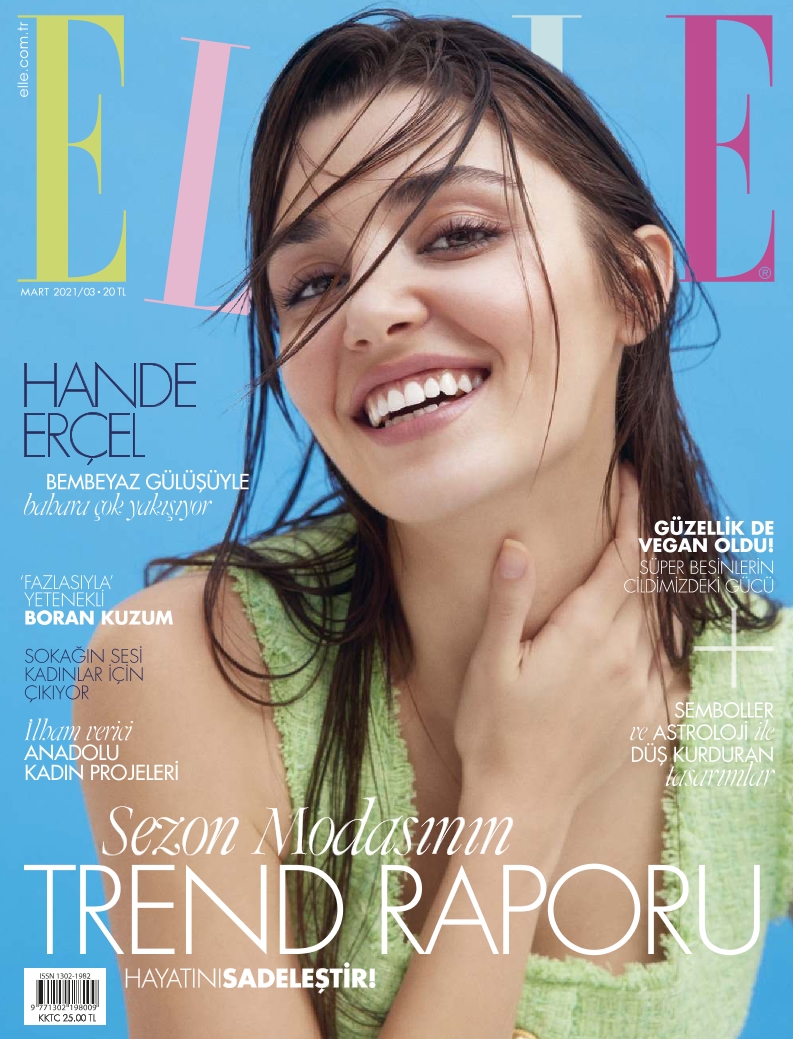 elle.com.tr
ELLE
®
MART 2021/03 • 20 TL
HANDE
ERÇEL
BEMBEYAZ GÜLÜŞÜYLE
bahara çok yakışıyor
'FAZLASIYLA'
YETENEKLİ
BORAN KUZUM
SOKAĞIN SESİ
KADINLAR İÇİN
ÇIKIYOR
İlham verici
ANADOLU
KADIN PROJELERİ
GÜZELLİK DE
VEGAN OLDU!
SÜPER BESİNLERİN
CİLDİMİZDEKİ GÜCÜ
+
SEMBOLLER
ve ASTROLOJİ ile
DÜŞ KURDURAN
tasarımlar
Sezon Modasının
TREND RAPORU
HAYATINI SADELEŞTİR!
ISSN 1302-1982
9 771302 198009
KKTC 25.00 TL